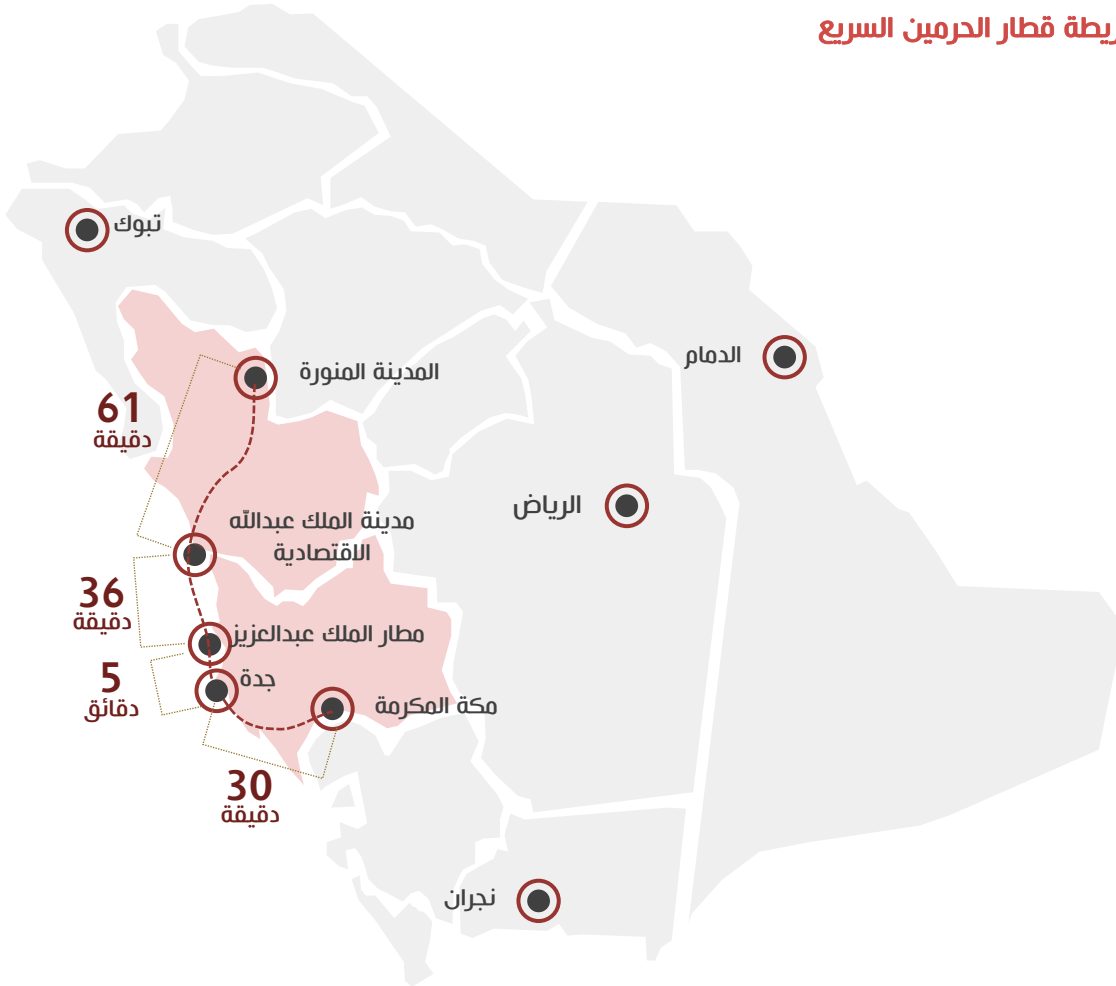 ريطة قطار الحرمين السريع
تبوك
الدمام
المدينة المنورة
61
دقيقة
الرياض
مدينة الملك عبدالله
الاقتصادية
36
دقيقة
مطار الملك عبدالعزيز
5
دقائق
جدة
مكة المكرمة
30
دقيقة
نجران